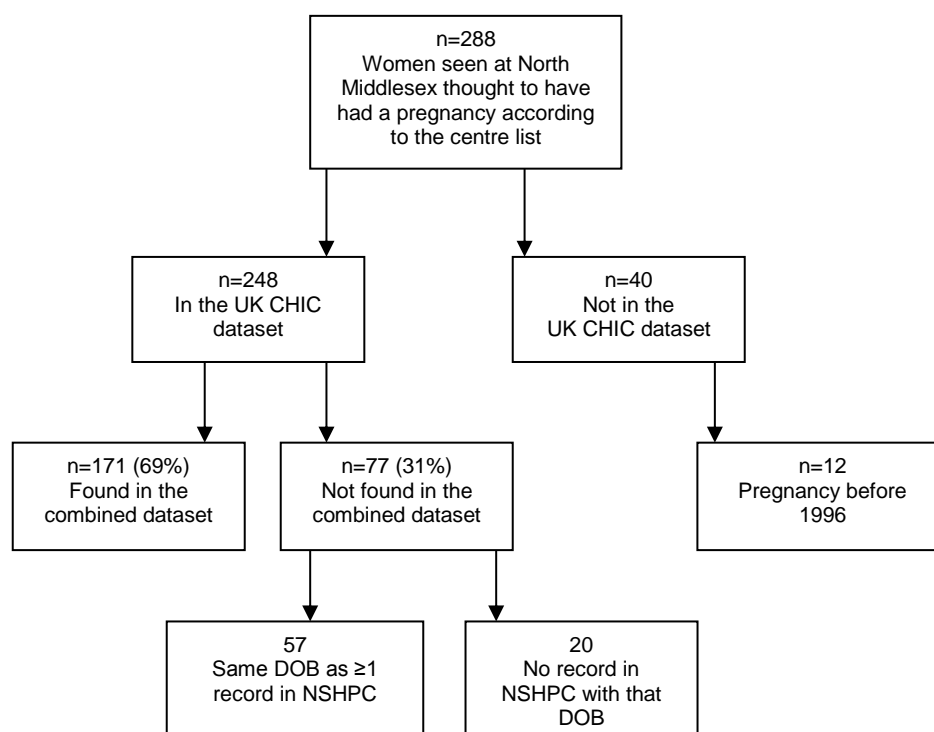 n=288
Women seen at North
Middlesex thought to have
had a pregnancy according
to the centre list
n=248
In the UK CHIC
dataset
n=40
Not in the
UK CHIC dataset
n=171 (69%)
Found in the
combined dataset
n=77 (31%)
Not found in the
combined dataset
n=12
Pregnancy before
1996
57
Same DOB as ≥1
record in NSHPC
20
No record in
NSHPC with that
DOB